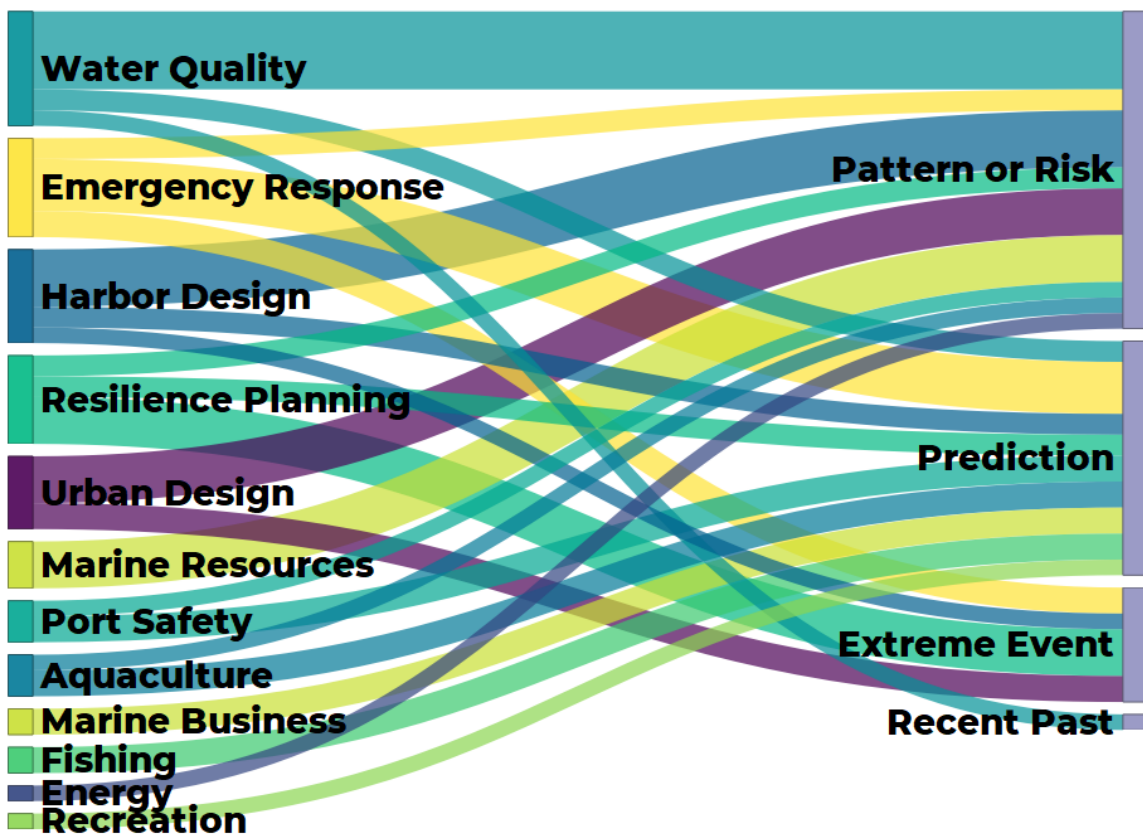 Water Quality
Emergency Response
Harbor Design
Resilience Planning
Urban Design
Marine Resources
Port Safety
Aquaculture
Marine Business
Fishing
Energy
Recreation
Pattern or Risk
Prediction
Extreme Event
Recent Past